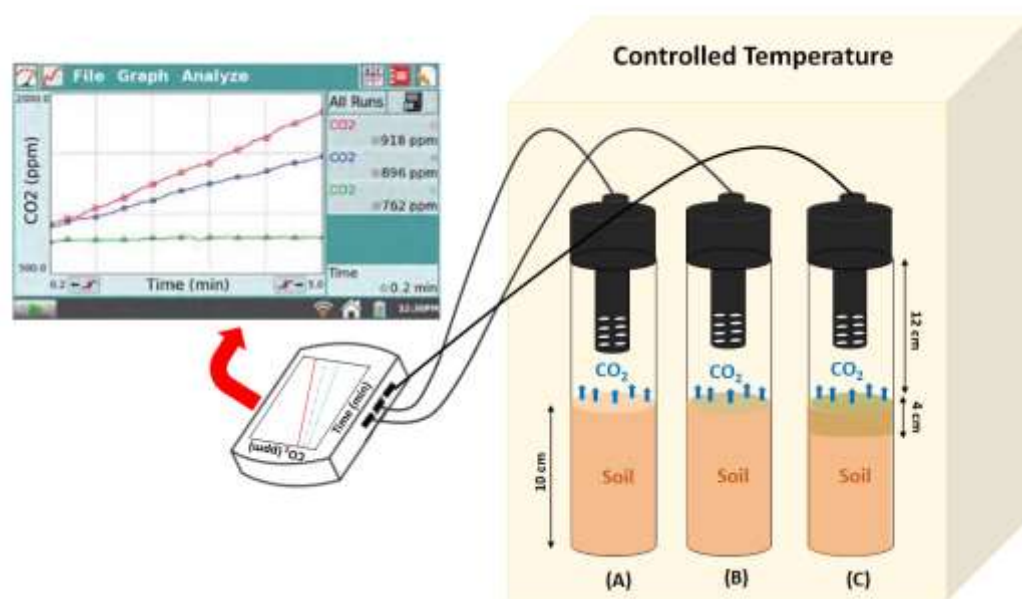 Controlled Temperature
File Graph Analyze
2000.0
All Runs
CO2
918 ppm
CO2
896 ppm
CO2
762 ppm
CO2 (ppm)
500.0
Time
0.2
Time (min)
5.0
0.2 min
CO₂
CO₂
CO₂
12 cm
4 cm
10 cm
Soil
Soil
Soil
Time (min)
CO₂ (ppm)
(A)
(B)
(C)